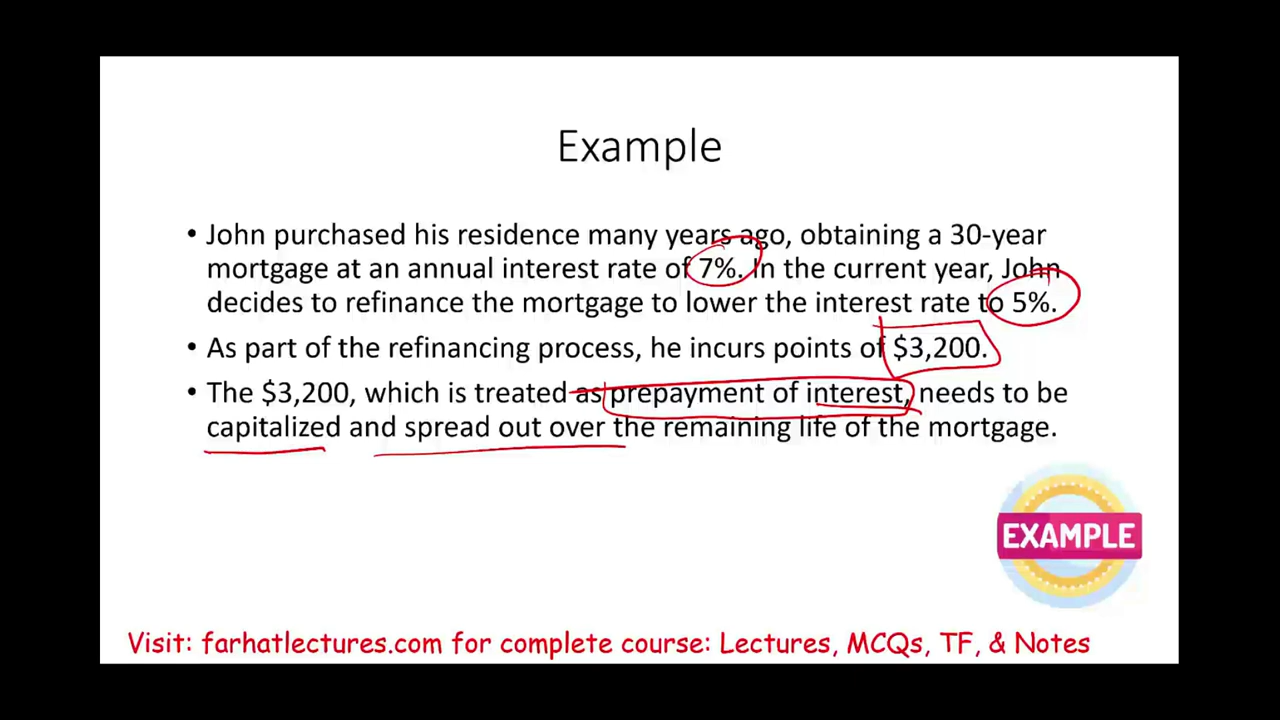 Example
• John purchased his residence many years ago, obtaining a 30-year
mortgage at an annual interest rate of 7%. In the current year, John
decides to refinance the mortgage to lower the interest rate to 5%.
• As part of the refinancing process, he incurs points of $3,200.
• The $3,200, which is treated as prepayment of interest, needs to be
capitalized and spread out over the remaining life of the mortgage.
EXAMPLE
Visit: farhatlectures.com for complete course: Lectures, MCQs, TF, & Notes